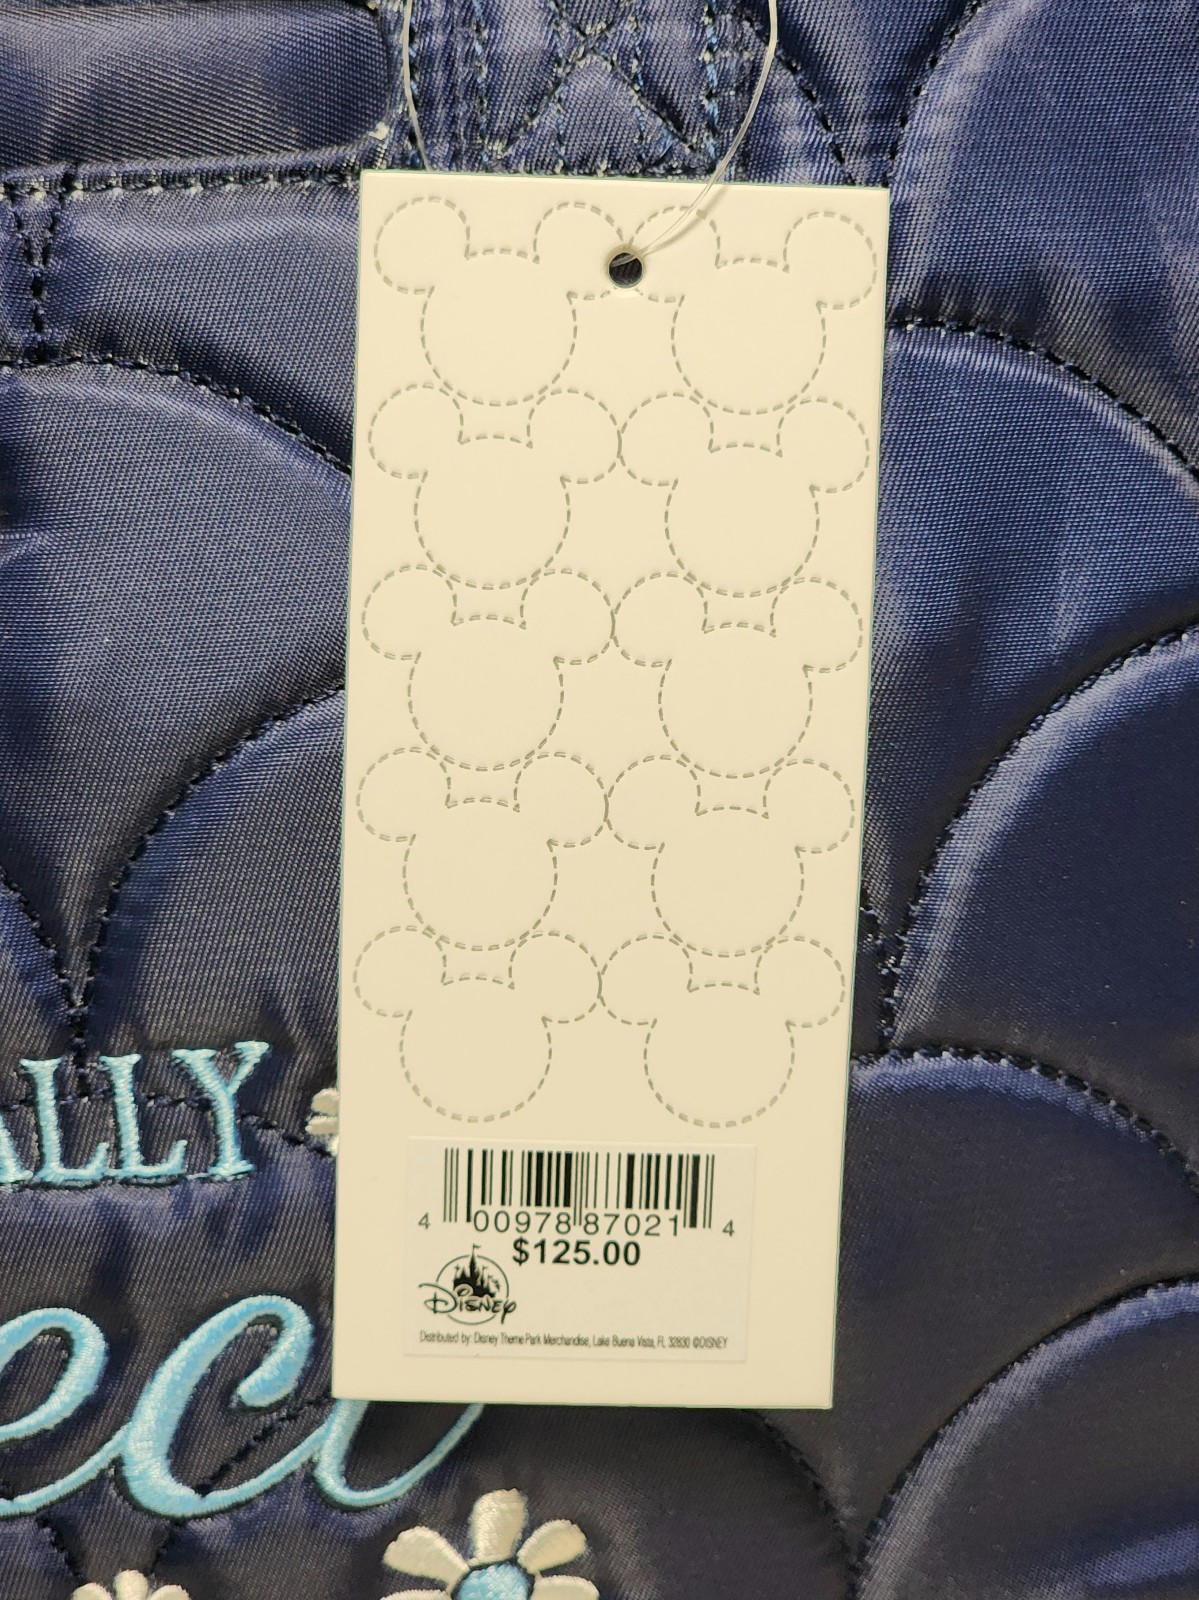 ALLY
eed
4 00978 87021 4
$125.00
Disney
Distributed by: Disney Theme Park Merchandise, Lake Buena Vista, FL 32830 ©DISNEY